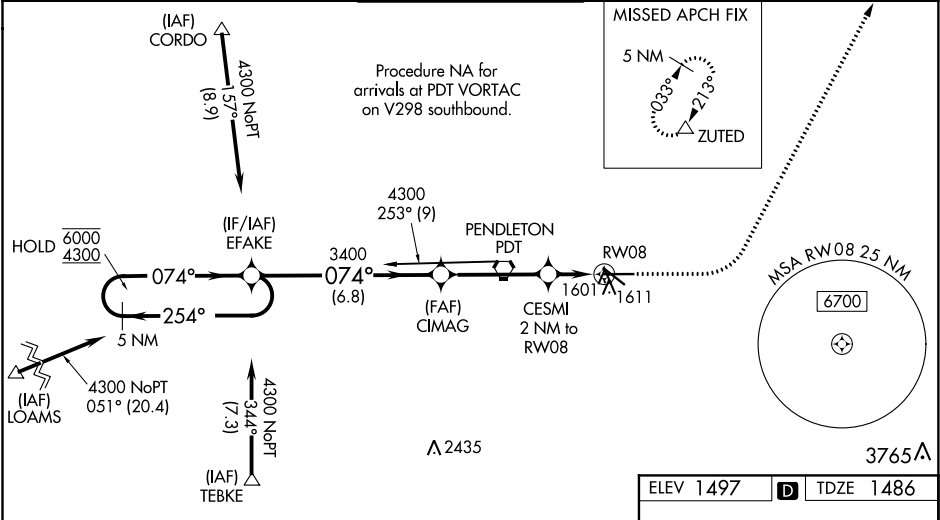 (IAF)
CORDO
4300 NoPT
157°
(8.9)
Procedure NA for
arrivals at PDT VORTAC
on V298 southbound.
MISSED APCH FIX
5 NM
033°
213°
ZUTED
HOLD
6000
4300
(IF/IAF)
EFAKE
074°
254°
5 NM
3400
074°
(6.8)
4300
253° (9)
(FAF)
CIMAG
PENDLETON
PDT
CESMI
2 NM to
RW08
RW08
1601
1611
MSA RW08 25 NM
6700
(IAF)
LOAMS
4300 NoPT
051° (20.4)
4300 NoPT
344°
(7.3)
(IAF)
TEBKE
2435
3765
ELEV 1497 D TDZE 1486